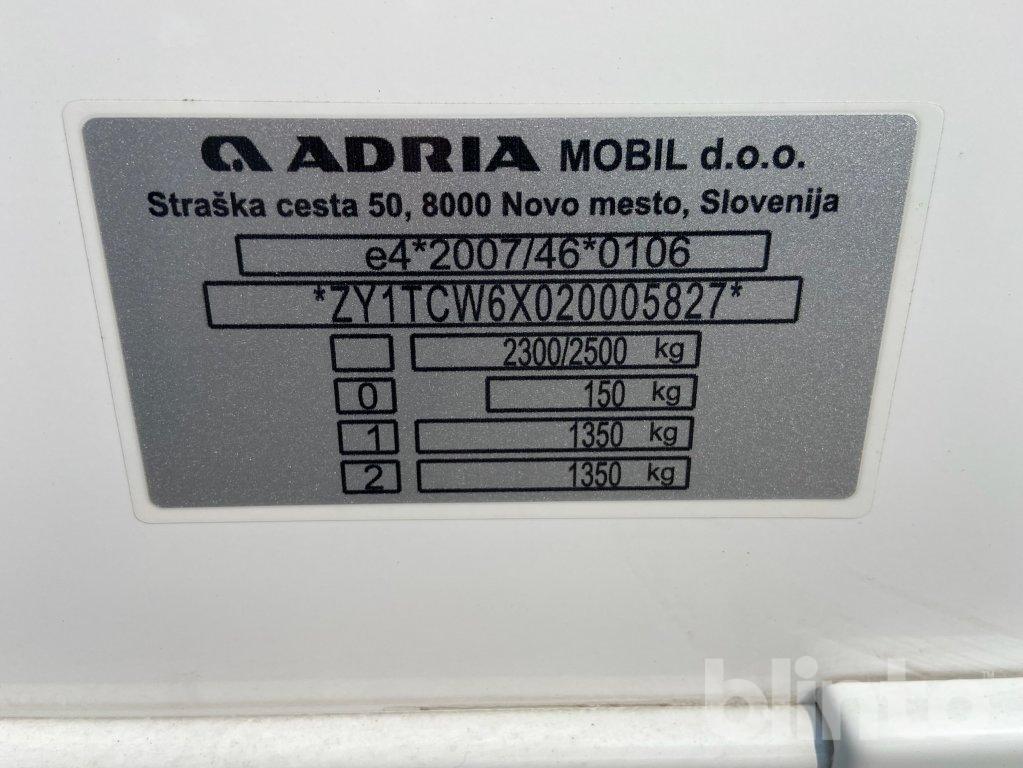 ADRIA MOBIL d.o.o.
Straška cesta 50, 8000 Novo mesto, Slovenija
e4*2007/46*0106
*ZY1TCW6X020005827*
2300/2500 kg
0 150 kg
1 1350 kg
2 1350 kg
blinto